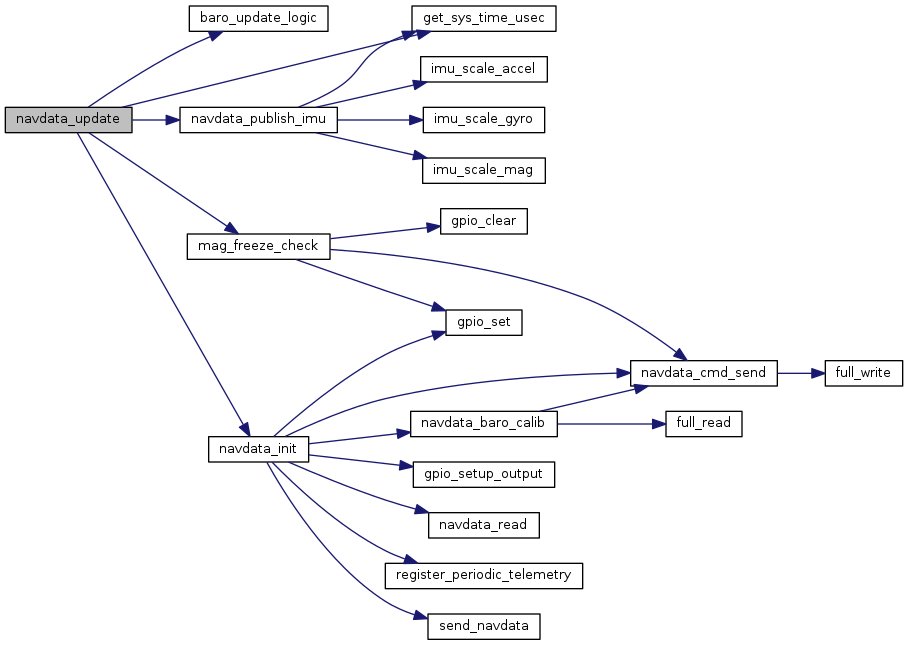 baro_update_logic
get_sys_time_usec
imu_scale_accel
navdata_update
navdata_publish_imu
imu_scale_gyro
imu_scale_mag
gpio_clear
mag_freeze_check
gpio_set
navdata_cmd_send
full_write
navdata_baro_calib
full_read
navdata_init
gpio_setup_output
navdata_read
register_periodic_telemetry
send_navdata